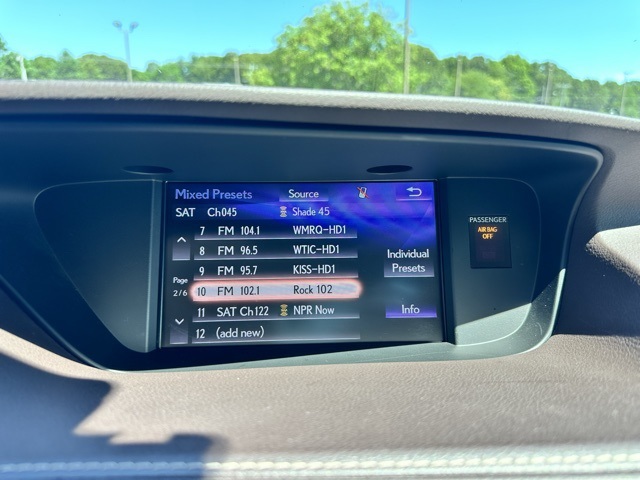 Mixed Presets Source
SAT Ch045 Shade 45
7 FM 104.1 WMRQ-HD1
8 FM 96.5 WTIC-HD1
9 FM 95.7 KISS-HD1
Individual
Presets
Page
2/6
10 FM 102.1 Rock 102
11 SAT Ch122 NPR Now
Info
12 (add new)
PASSENGER
AIR BAG
OFF